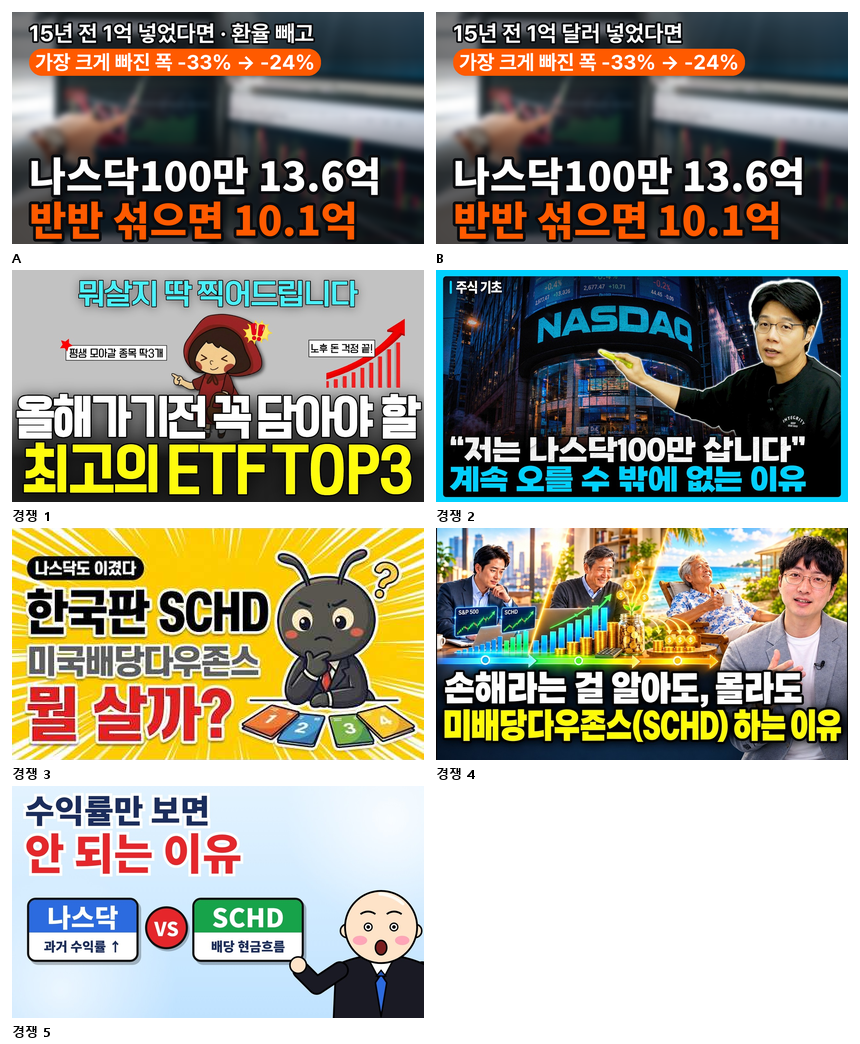 15년 전 1억 넣었다면 · 환율 빼고
가장 크게 빠진 폭 -33% → -24%
나스닥100만 13.6억
반반 섞으면 10.1억
A
15년 전 1억 달러 넣었다면
가장 크게 빠진 폭 -33% → -24%
나스닥100만 13.6억
반반 섞으면 10.1억
B
뭐살지 딱 찍어드립니다
평생 모아갈 종목 딱3개
노후 돈 걱정 끝!
올해가기전 꼭 담아야 할
최고의 ETF TOP3
경쟁 1
주식 기초
NASDAQ
INTEGRITY
“저는 나스닥100만 삽니다”
계속 오를 수 밖에 없는 이유
경쟁 2
나스닥도 이겼다
한국판 SCHD
미국배당다우존스
뭘 살까?
1
2
3
4
경쟁 3
S&P 500
SCHD
손해라는 걸 알아도, 몰라도
미배당다우존스(SCHD) 하는 이유
경쟁 4
수익률만 보면
안 되는 이유
나스닥
과거 수익률 ↑
VS
SCHD
배당 현금흐름
경쟁 5